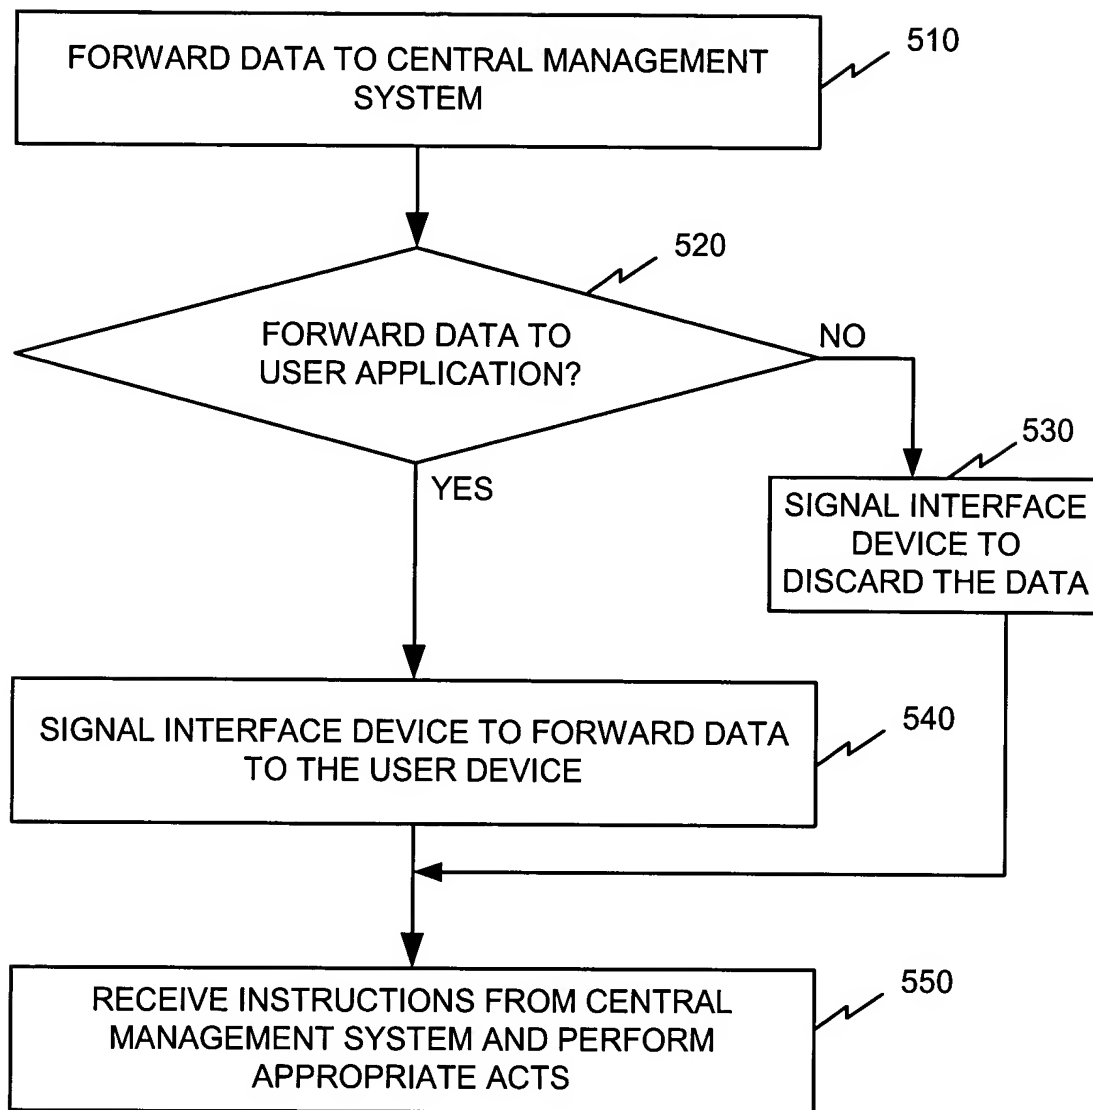 510
FORWARD DATA TO CENTRAL MANAGEMENT
SYSTEM
520
FORWARD DATA TO
USER APPLICATION?
NO
YES
530
SIGNAL INTERFACE
DEVICE TO
DISCARD THE DATA
540
SIGNAL INTERFACE DEVICE TO FORWARD DATA
TO THE USER DEVICE
550
RECEIVE INSTRUCTIONS FROM CENTRAL
MANAGEMENT SYSTEM AND PERFORM
APPROPRIATE ACTS